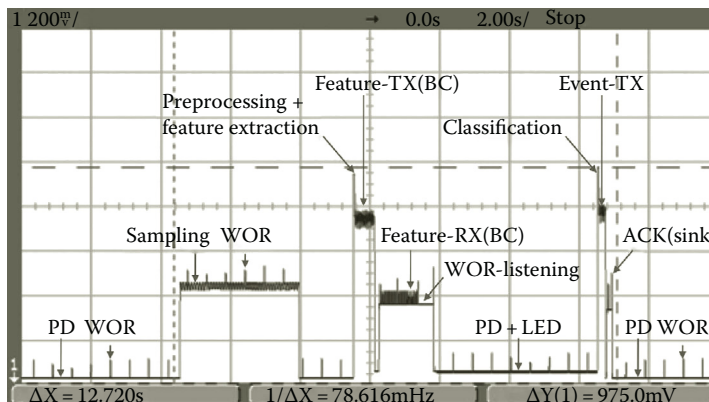 1 200m/v/ → 0.0s 2.00s/ Stop
Feature-TX(BC) Event-TX
Preprocessing +
feature extraction Classification
Sampling WOR Feature-RX(BC) ACK(sink
WOR-listening
PD WOR PD + LED PD WOR
1
ΔX = 12.720s 1/ΔX = 78.616mHz ΔY(1) = 975.0mV